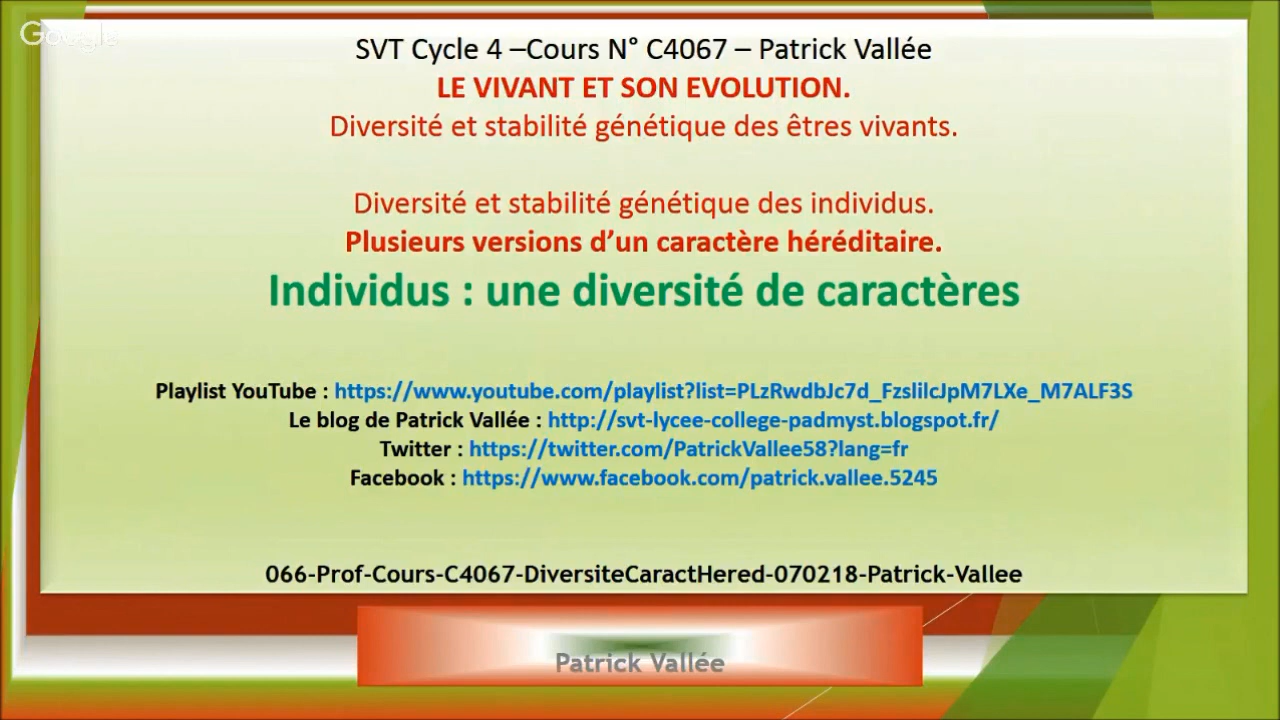 Google
SVT Cycle 4 –Cours N° C4067 – Patrick Vallée
LE VIVANT ET SON EVOLUTION.
Diversité et stabilité génétique des êtres vivants.
Diversité et stabilité génétique des individus.
Plusieurs versions d’un caractère héréditaire.
Individus : une diversité de caractères
Playlist YouTube : https://www.youtube.com/playlist?list=PLzRwdbJc7d_FzslilcJpM7LXe_M7ALF3S
Le blog de Patrick Vallée : http://svt-lycee-college-padmyst.blogspot.fr/
Twitter : https://twitter.com/PatrickVallee58?lang=fr
Facebook : https://www.facebook.com/patrick.vallee.5245
066-Prof-Cours-C4067-DiversiteCaractHered-070218-Patrick-Vallee
Patrick Vallée